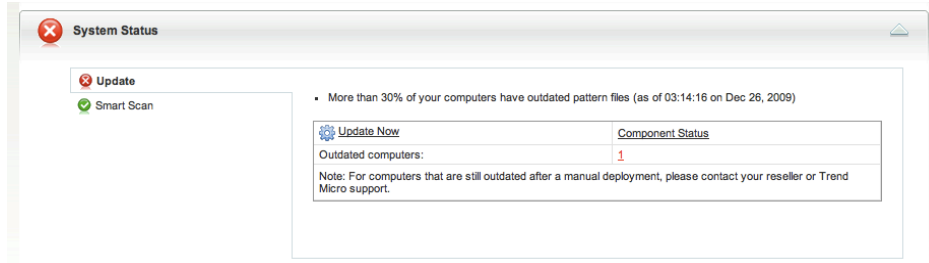 System Status
Update
Smart Scan
More than 30% of your computers have outdated pattern files (as of 03:14:16 on Dec 26, 2009)
Update Now
Component Status
Outdated computers:
1
Note: For computers that are still outdated after a manual deployment, please contact your reseller or Trend
Micro support.